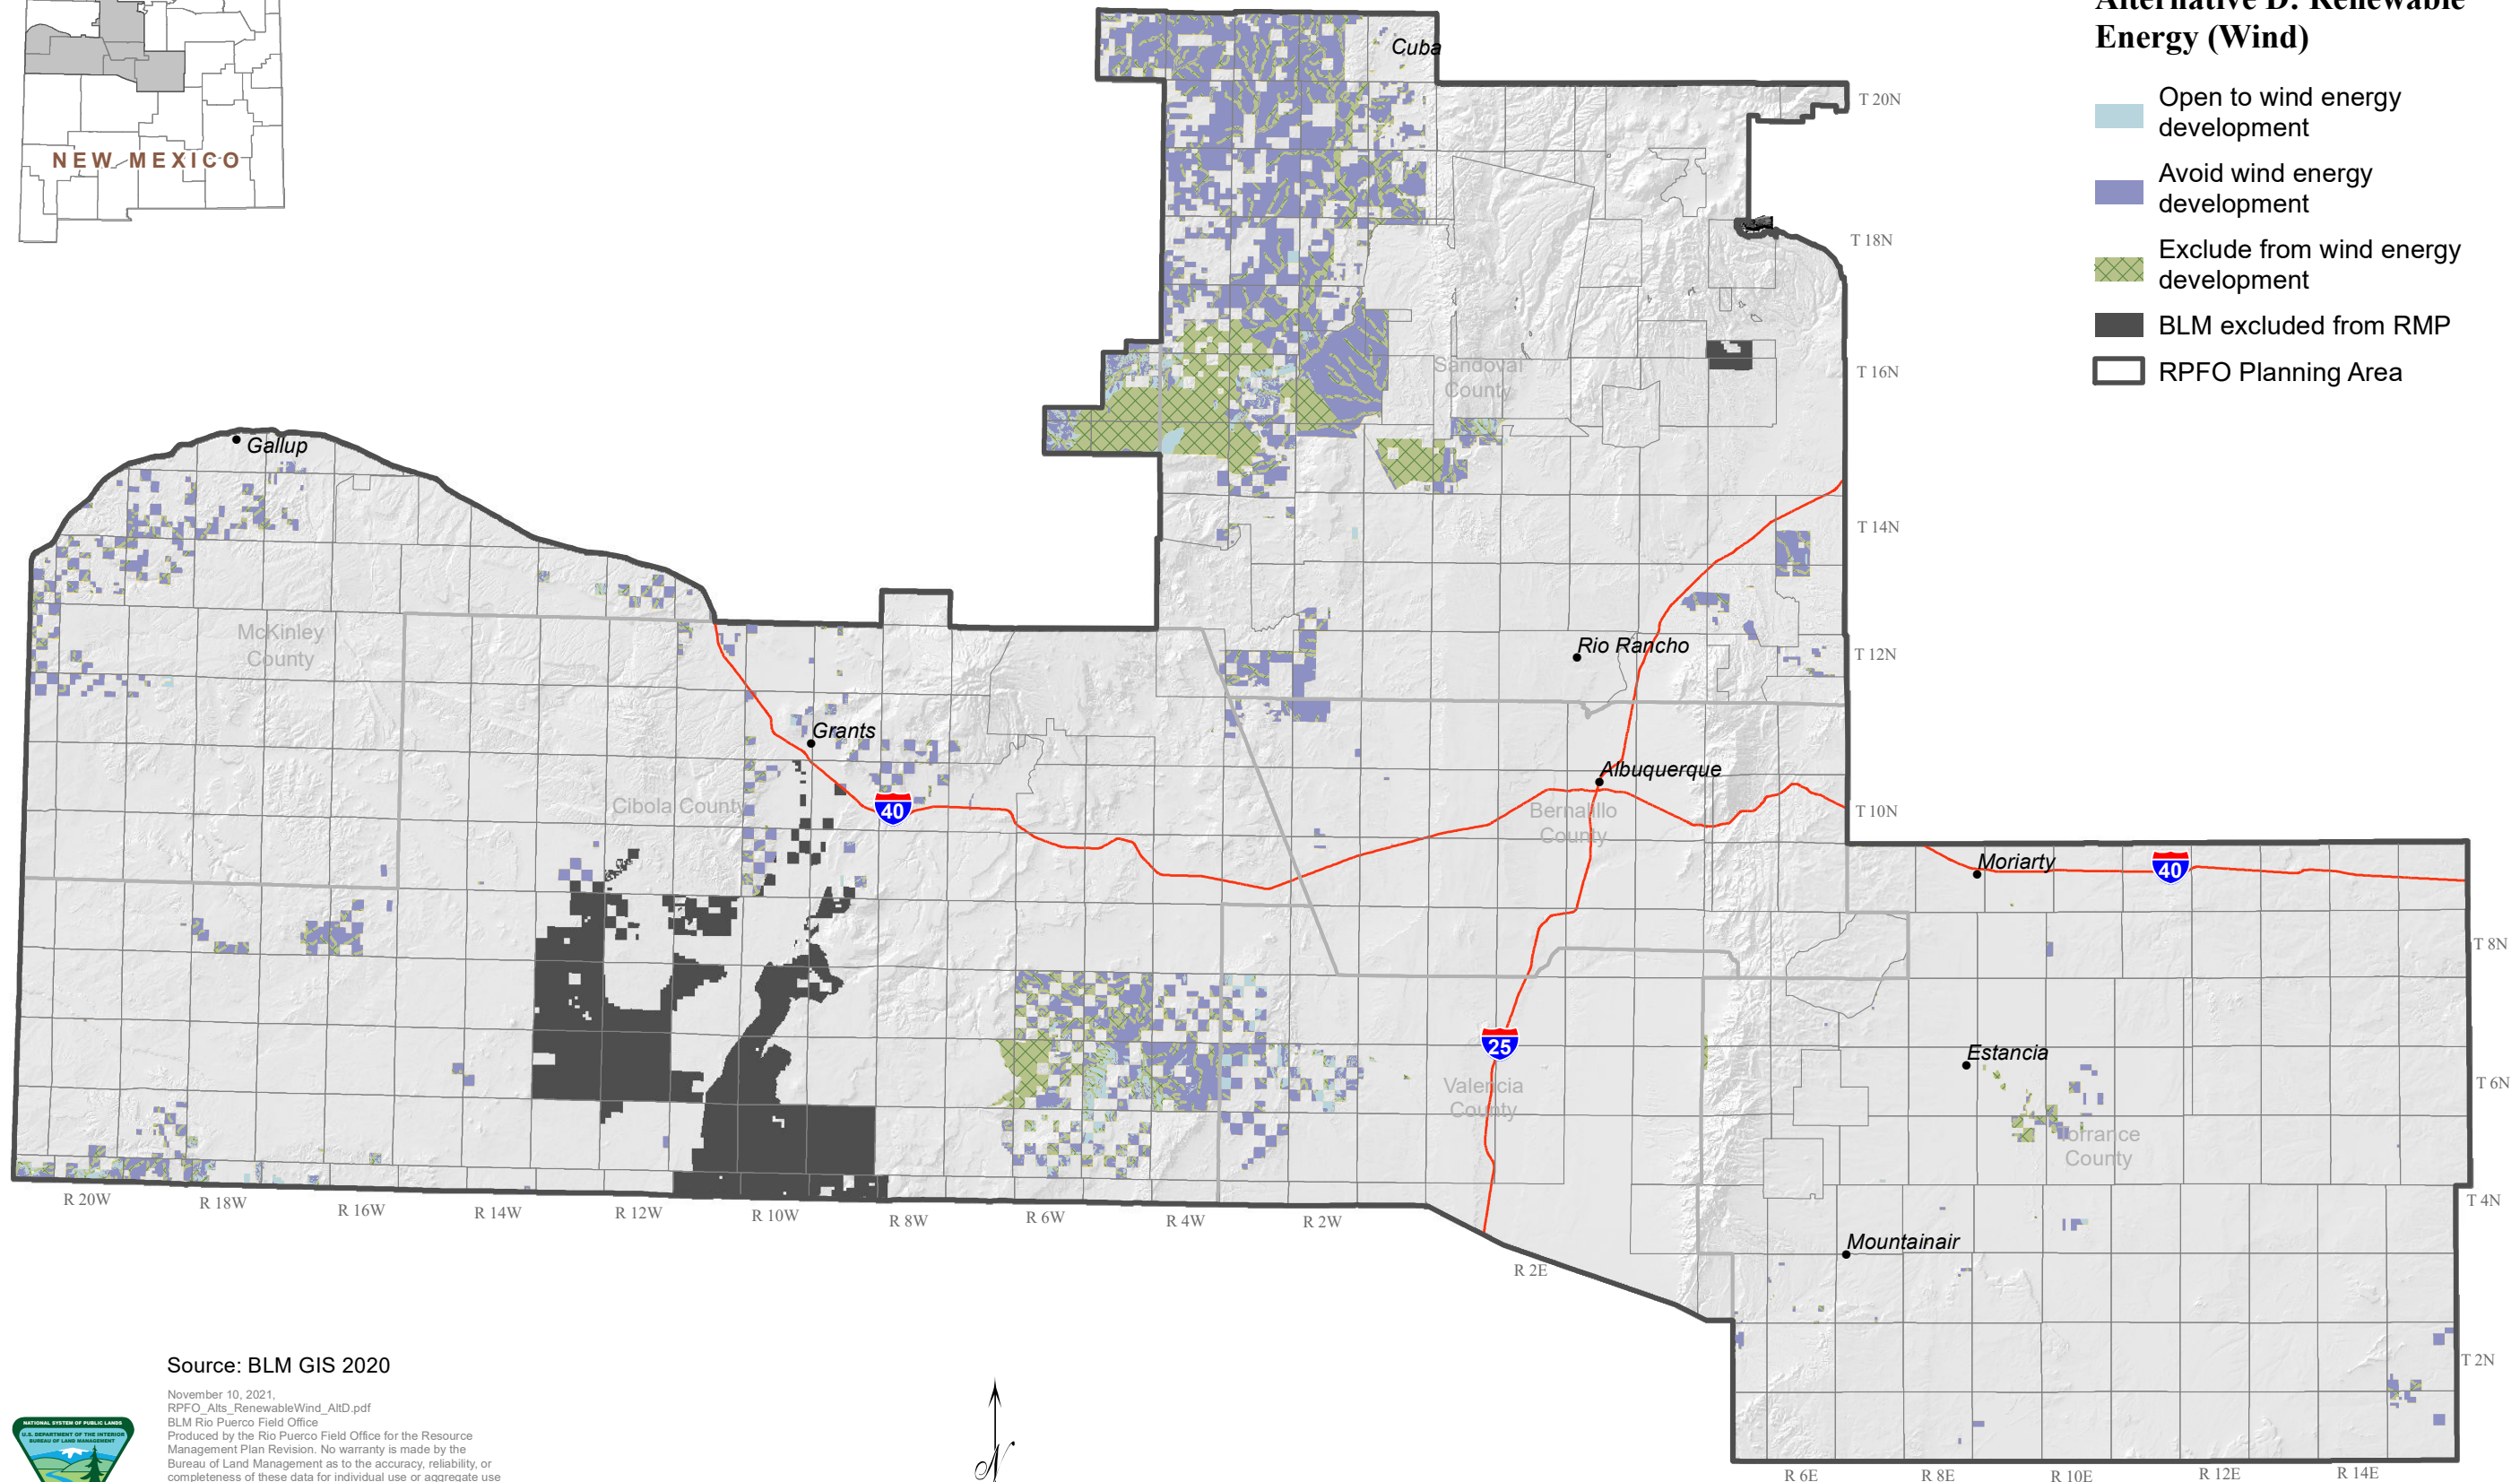 Alternative D: Renewable
Energy (Wind)
Open to wind energy
development
Avoid wind energy
development
Exclude from wind energy
development
BLM excluded from RMP
RPFO Planning Area
NEW MEXICO
Cuba
T 20N
T 18N
Sandoval
County
T 16N
Gallup
T 14N
McKinley
County
Rio Rancho
T 12N
Grants
Albuquerque
Cibola County
40
Bernalillo
County
T 10N
Moriarty
40
T 8N
25
Estancia
Valencia
County
T 6N
Torrance
County
R 20W
R 18W
R 16W
R 14W
R 12W
R 10W
R 8W
R 6W
R 4W
R 2W
T 4N
Mountainair
R 2E
T 2N
R 6E
R 8E
R 10E
R 12E
R 14E
Source: BLM GIS 2020
November 10, 2021,
RPFO_Alts_RenewableWind_AltD.pdf
BLM Rio Puerco Field Office
Produced by the Rio Puerco Field Office for the Resource
Management Plan Revision. No warranty is made by the
Bureau of Land Management as to the accuracy, reliability, or
completeness of these data for individual use or aggregate use
NATIONAL SYSTEM OF PUBLIC LANDS
U.S. DEPARTMENT OF THE INTERIOR
BUREAU OF LAND MANAGEMENT
N